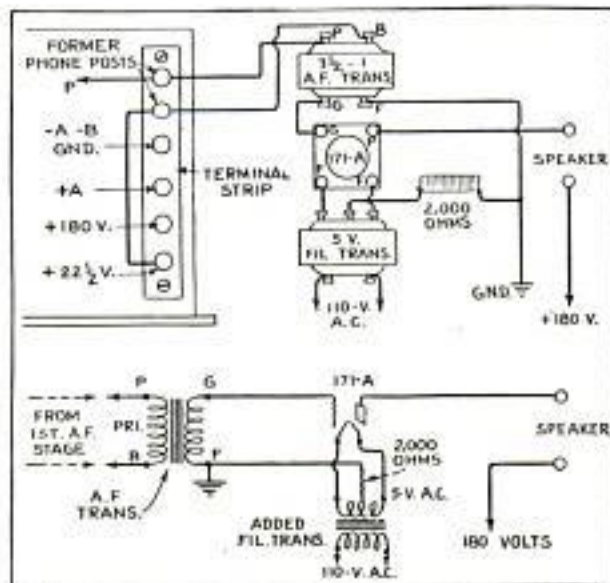 FORMER
PHONE POSTS
P
-A -B
GND.
+A
+180 V.
+ 22½ V.
TERMINAL
STRIP
P B
3½ - 1
A.F. TRANS.
G F
G P
171-A
F F
5 V.
FIL. TRANS.
110-V.
A.C.
2,000
OHMS
GND.
SPEAKER
+180 V.
FROM
1ST. A.F.
STAGE
P
PRI.
B
G
F
A.F
TRANS.
171-A
2,000
OHMS
5-V. A.C.
ADDED
FIL. TRANS.
110-V. A.C.
SPEAKER
180 VOLTS